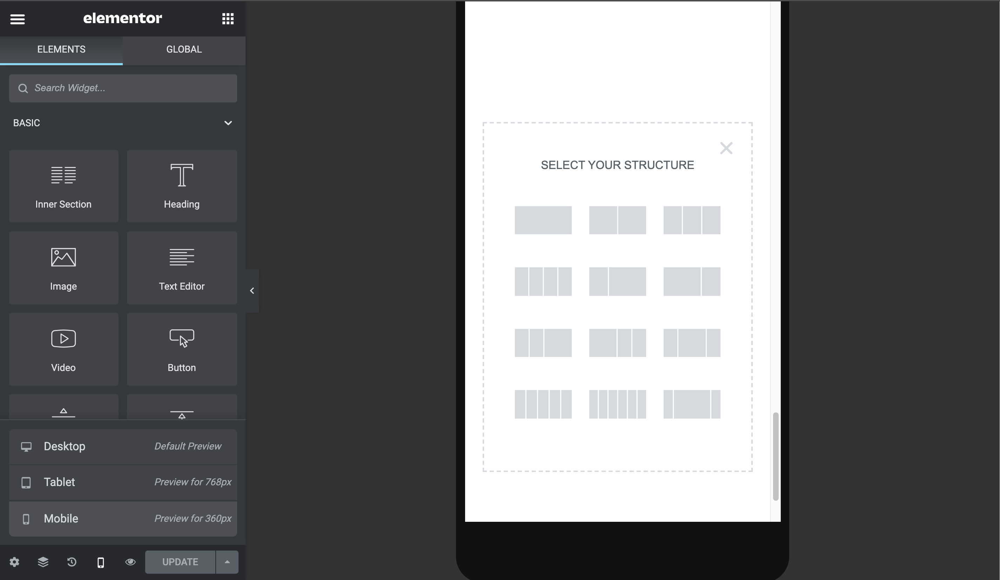 elementor
ELEMENTS
GLOBAL
Search Widget...
BASIC
Inner Section
Heading
Image
Text Editor
Video
Button
Desktop
Default Preview
Tablet
Preview for 768px
Mobile
Preview for 360px
UPDATE
SELECT YOUR STRUCTURE